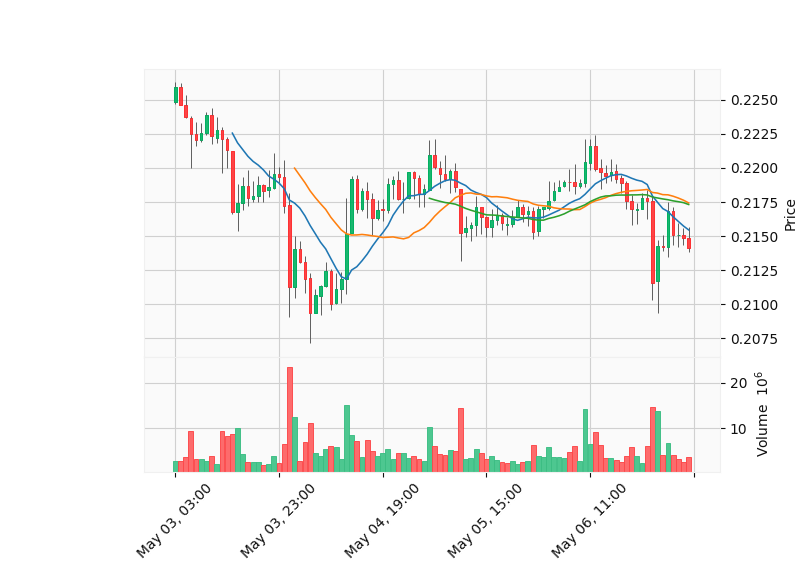 0.2250
0.2225
0.2200
0.2175
0.2150
0.2125
0.2100
0.2075
Price
20
10
Volume 10^6
May 03, 03:00
May 03, 23:00
May 04, 19:00
May 05, 15:00
May 06, 11:00